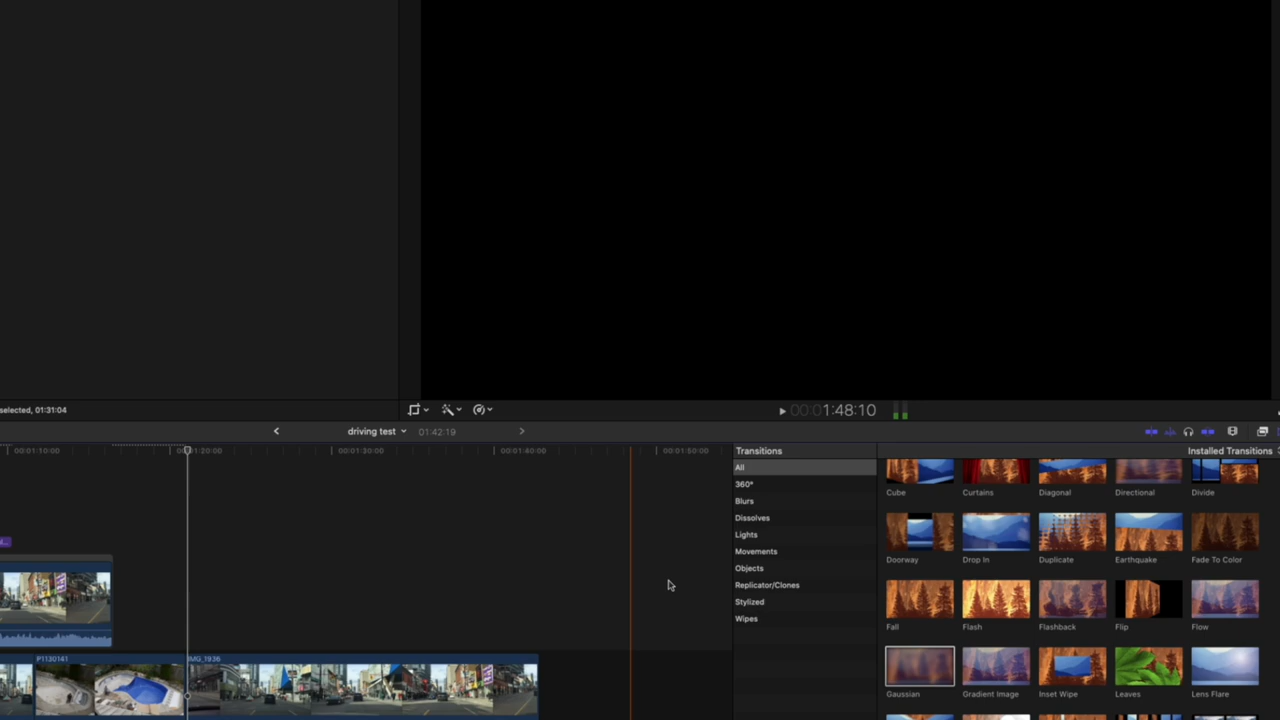 selected, 01:31:04
00:00:1:48:10
driving test
01:42:19
00:01:10:00
00:01:20:00
00:01:30:00
00:01:40:00
00:01:50:00
Transitions
Installed Transitions
All
360°
Blurs
Dissolves
Lights
Movements
Objects
Replicator/Clones
Stylized
Wipes
Cube
Curtains
Diagonal
Directional
Divide
Doorway
Drop In
Duplicate
Earthquake
Fade To Color
Fall
Flash
Flashback
Flip
Flow
Gaussian
Gradient Image
Inset Wipe
Leaves
Lens Flare
P1130141
IMG_1936